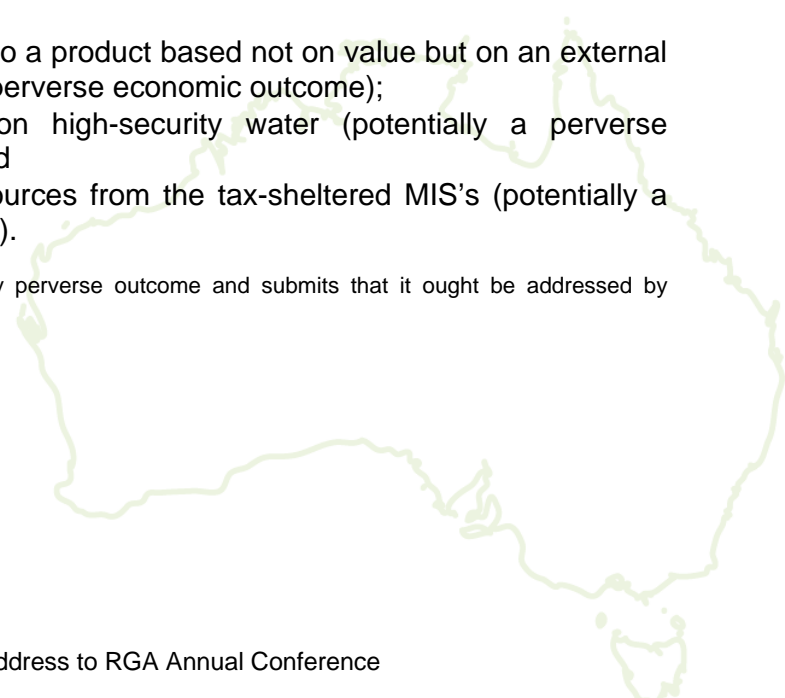 o a product based not on value but on an external
perverse economic outcome);
on high-security water (potentially a perverse
d
ources from the tax-sheltered MIS's (potentially a
).
y perverse outcome and submits that it ought be addressed by
ddress to RGA Annual Conference